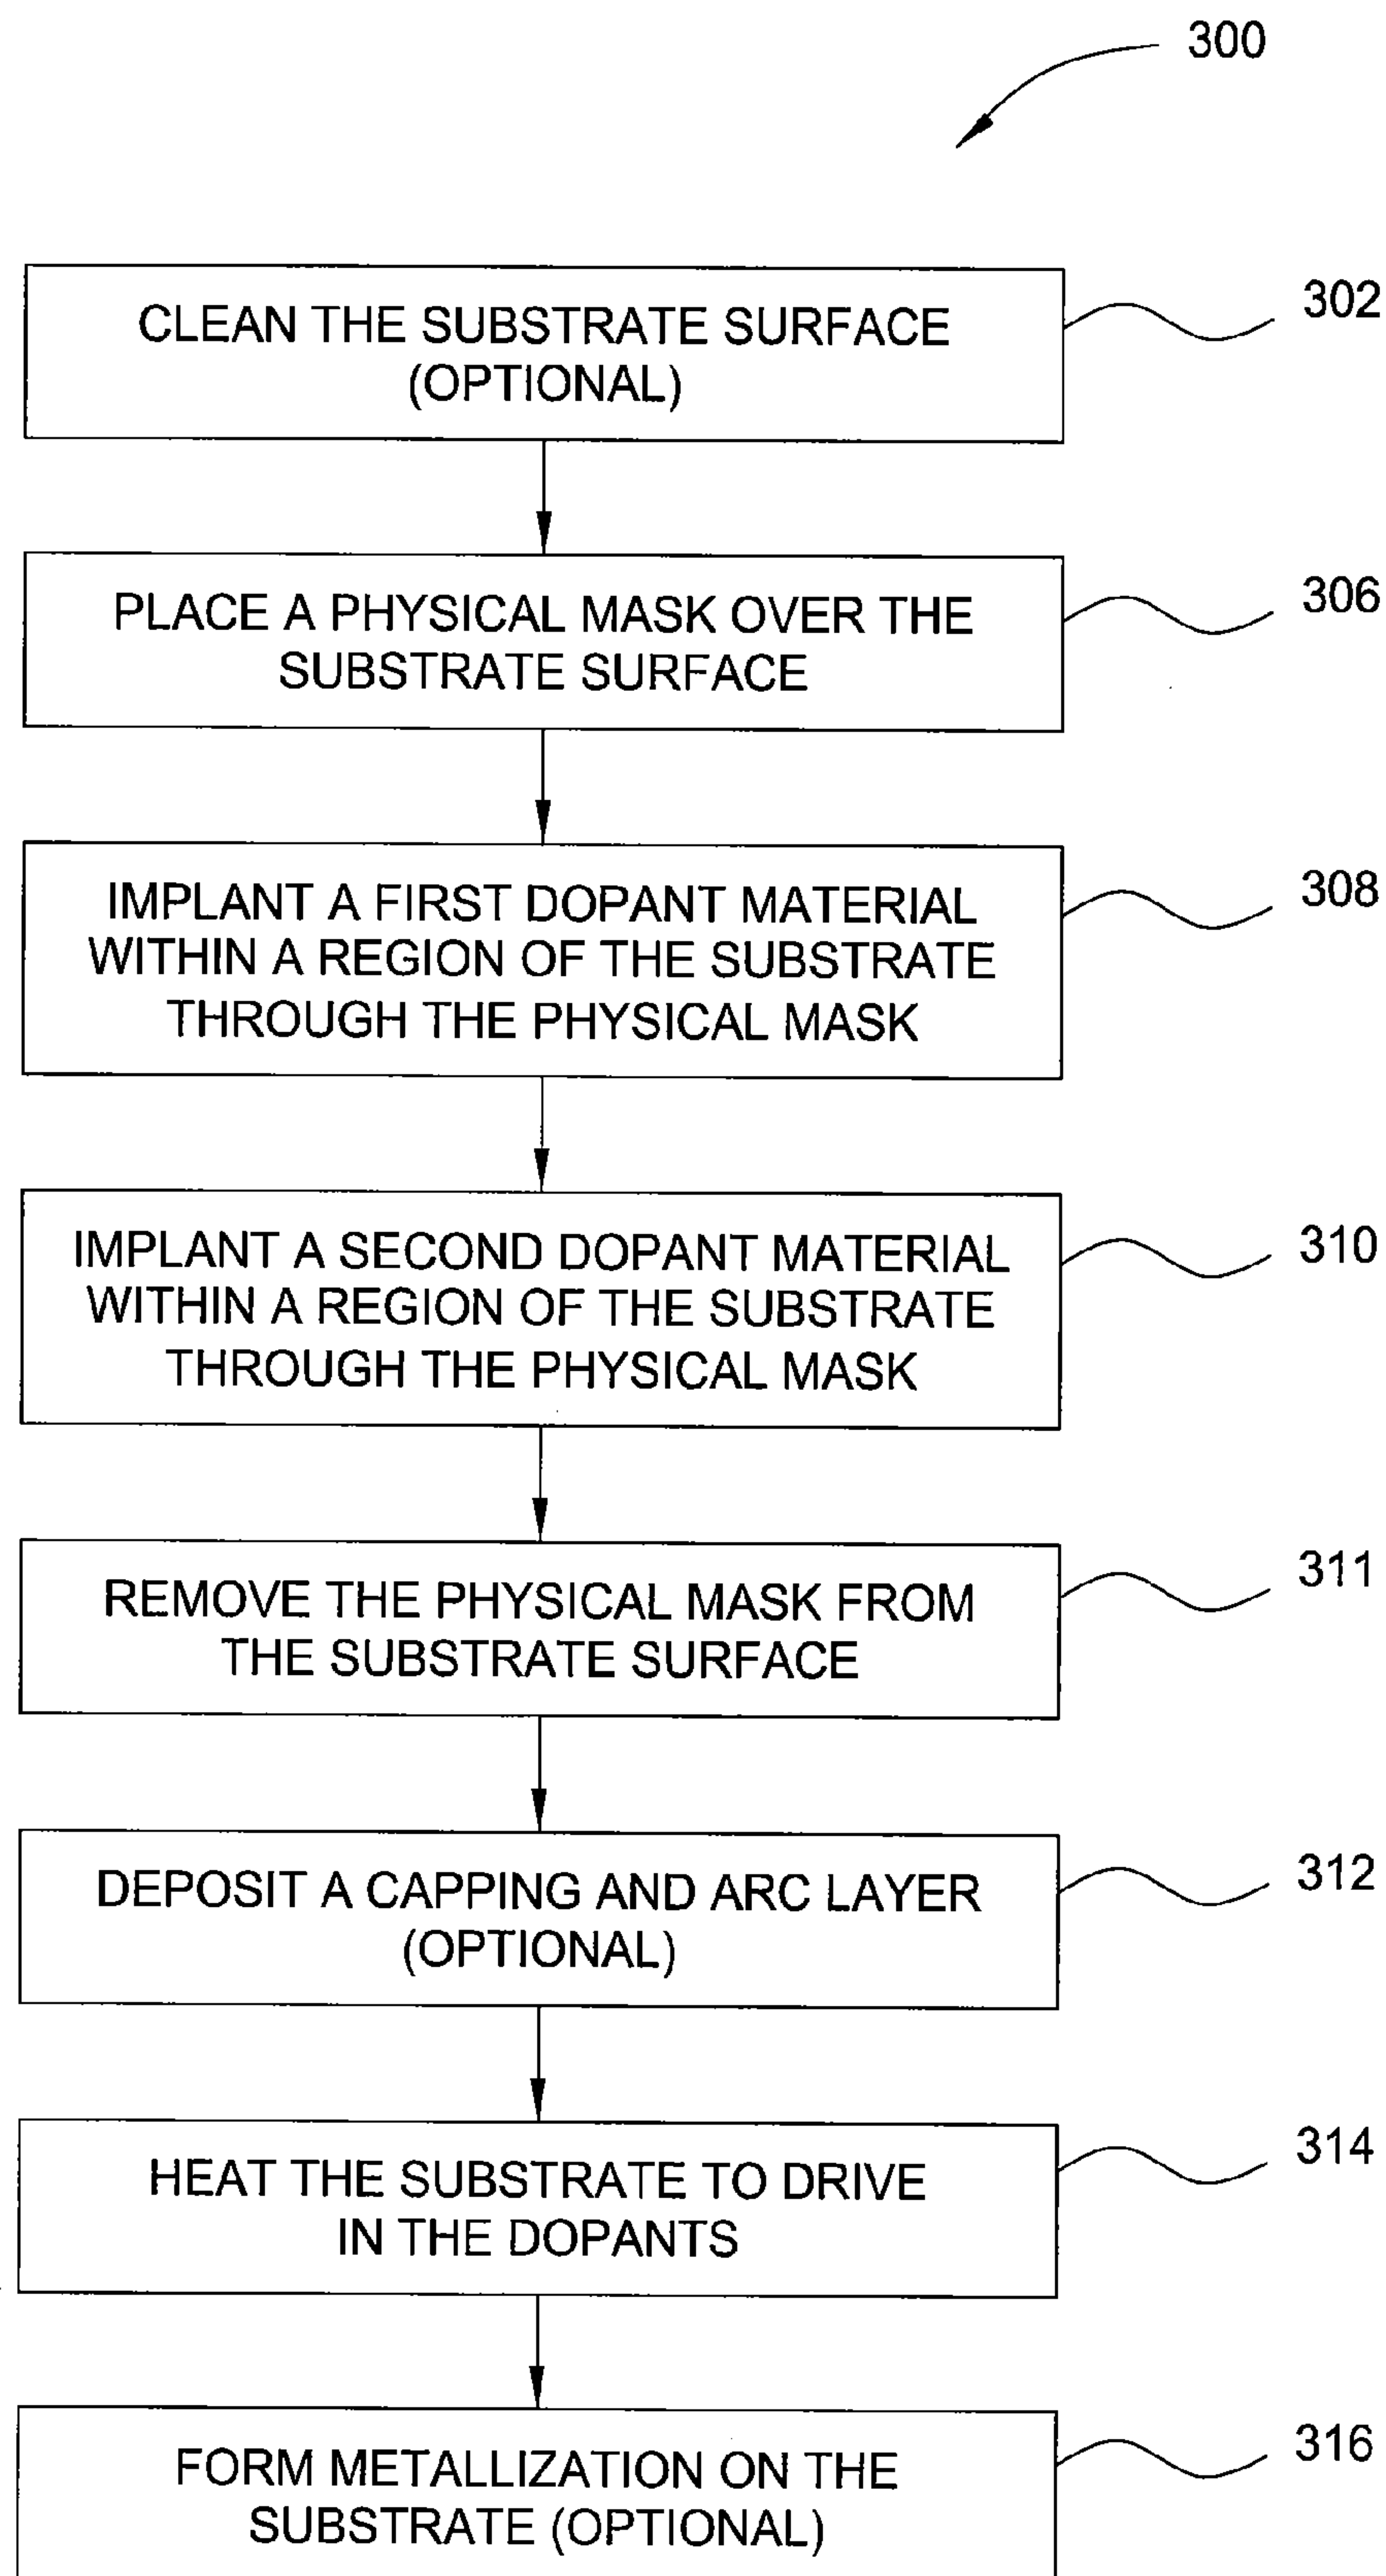 300
CLEAN THE SUBSTRATE SURFACE
(OPTIONAL)
302
PLACE A PHYSICAL MASK OVER THE
SUBSTRATE SURFACE
306
IMPLANT A FIRST DOPANT MATERIAL
WITHIN A REGION OF THE SUBSTRATE
THROUGH THE PHYSICAL MASK
308
IMPLANT A SECOND DOPANT MATERIAL
WITHIN A REGION OF THE SUBSTRATE
THROUGH THE PHYSICAL MASK
310
REMOVE THE PHYSICAL MASK FROM
THE SUBSTRATE SURFACE
311
DEPOSIT A CAPPING AND ARC LAYER
(OPTIONAL)
312
HEAT THE SUBSTRATE TO DRIVE
IN THE DOPANTS
314
FORM METALLIZATION ON THE
SUBSTRATE (OPTIONAL)
316